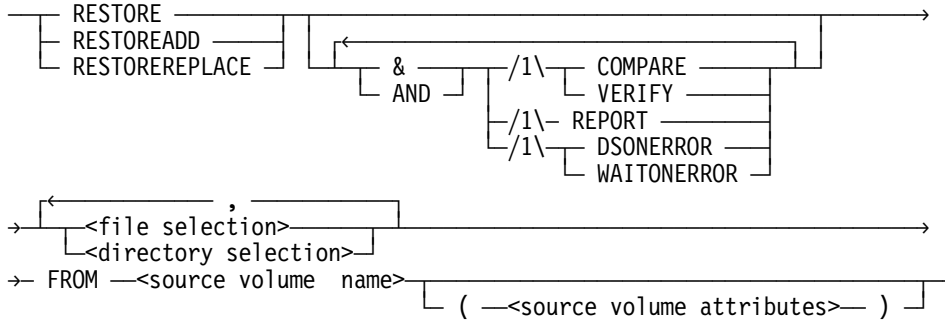 RESTORE
RESTOREADD
RESTOREREPLACE
& /1\ COMPARE
AND VERIFY
/1\ REPORT
/1\ DSONERROR
WAITONERROR
,
<file selection>
<directory selection>
FROM <source volume name>
( <source volume attributes> )